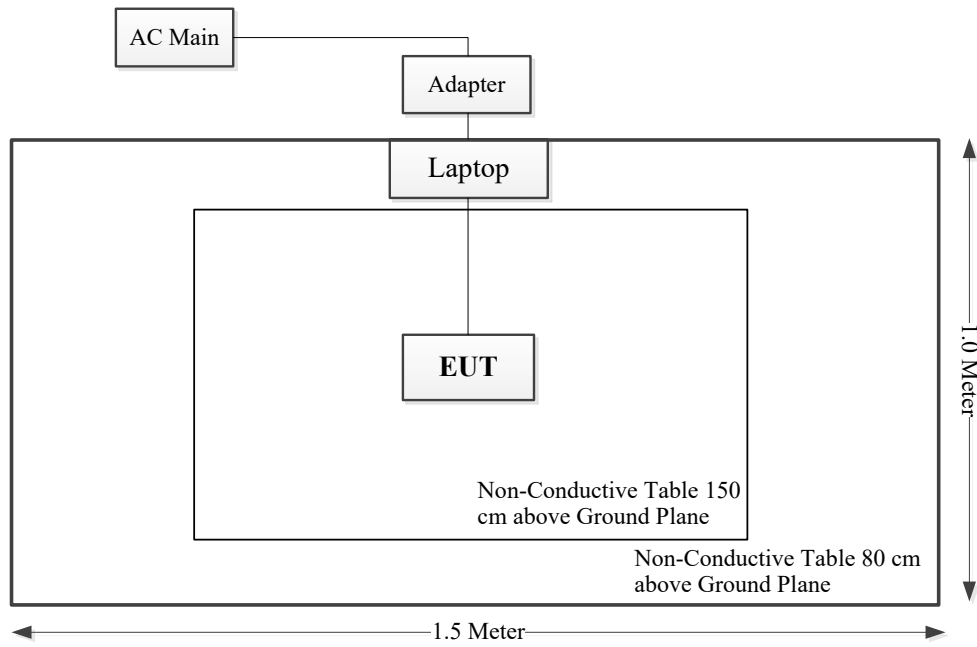 AC Main
Adapter
Laptop
EUT
Non-Conductive Table 150
cm above Ground Plane
Non-Conductive Table 80 cm
above Ground Plane
1.0 Meter
1.5 Meter